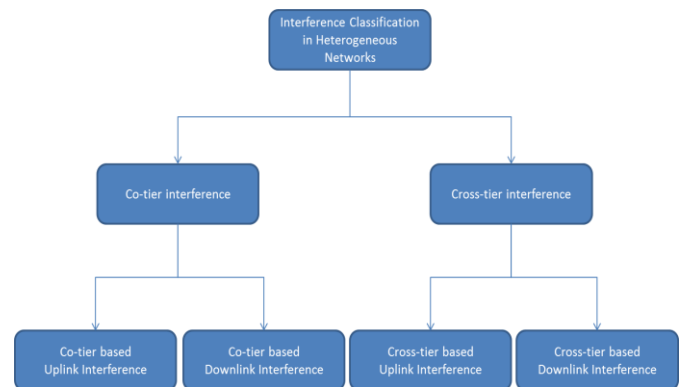 Interference Classification
in Heterogeneous
Networks
Co-tier interference
Cross-tier interference
Co-tier based
Uplink Interference
Co-tier based
Downlink Interference
Cross-tier based
Uplink Interference
Cross-tier based
Downlink Interference